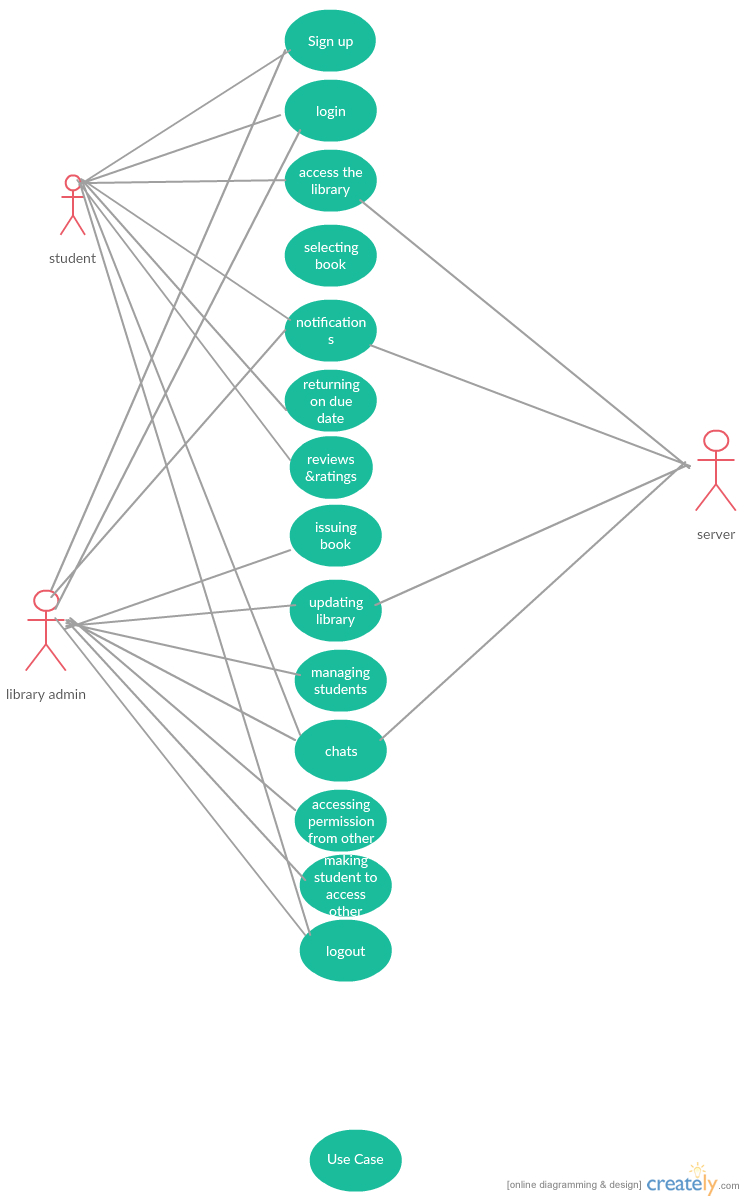 Sign up
login
access the
library
selecting
book
notification
s
returning
on due
date
reviews
&ratings
issuing
book
updating
library
managing
students
chats
accessing
permission
from other
making
student to
access
other
logout
student
library admin
server
Use Case
[online diagramming & design] creately.com